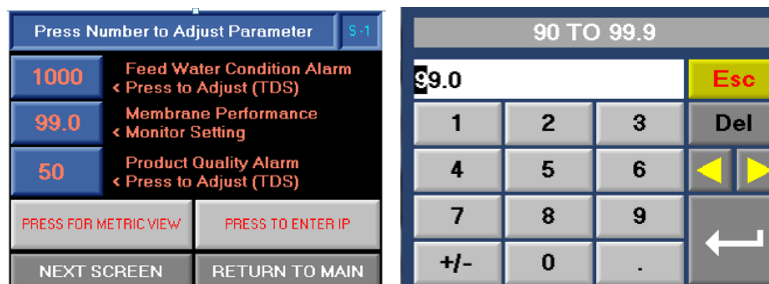 Press Number to Adjust Parameter
S-1
1000
Feed Water Condition Alarm
< Press to Adjust (TDS)
99.0
Membrane Performance
< Monitor Setting
50
Product Quality Alarm
< Press to Adjust (TDS)
PRESS FOR METRIC VIEW
PRESS TO ENTER IP
NEXT SCREEN
RETURN TO MAIN
90 TO 99.9
99.0
Esc
1
2
3
Del
4
5
6
7
8
9
+/-
0
.